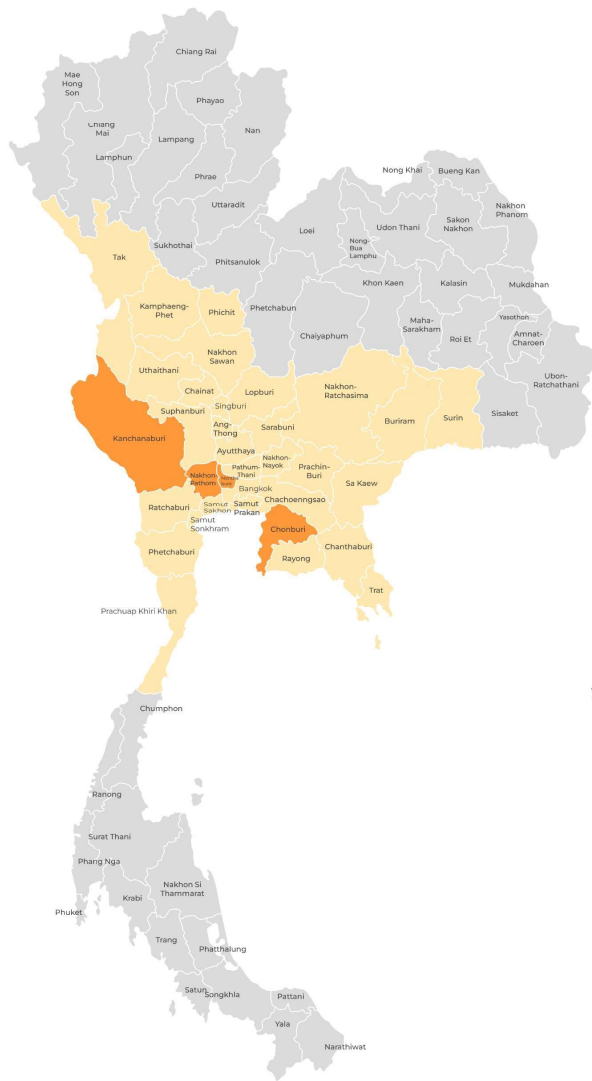 Chiang Rai
Mae
Hong
Son
Phayao
Chiang
Mai
Nan
Lampang
Lamphun
Phrae
Nong Khai
Bueng Kan
Uttaradit
Nakhon
Phanom
Loei
Udon Thani
Sakon
Nakhon
Sukhothai
Nong-
Bua
Lamphu
Tak
Phitsanulok
Khon Kaen
Kalasin
Mukdahan
Kamphaeng-
Phet
Phichit
Phetchabun
Chaiyaphum
Maha-
Sarakham
Roi Et
Yasothon
Amnat-
Charoen
Nakhon
Sawan
Uthaithani
Ubon-
Ratchathani
Chainat
Lopburi
Nakhon-
Ratchasima
Singburi
Suphanburi
Buriram
Surin
Sisaket
Ang-
Thong
Sarabuni
Kanchanaburi
Ayutthaya
Nakhon-
Nayok
Pathum-
Thani
Prachin-
Buri
Nakhon
Pathom
Sa Kaew
Bangkok
Chachoenngsao
Ratchaburi
Samut
Sakhon
Samut
Prakan
Samut
Sonkhram
Chonburi
Phetchaburi
Rayong
Chanthaburi
Trat
Prachuap Khiri Khan
Chumphon
Ranong
Surat Thani
Phang Nga
Nakhon Si
Thammarat
Krabi
Phuket
Trang
Phatthalung
Satun
Songkhla
Pattani
Yala
Narathiwat